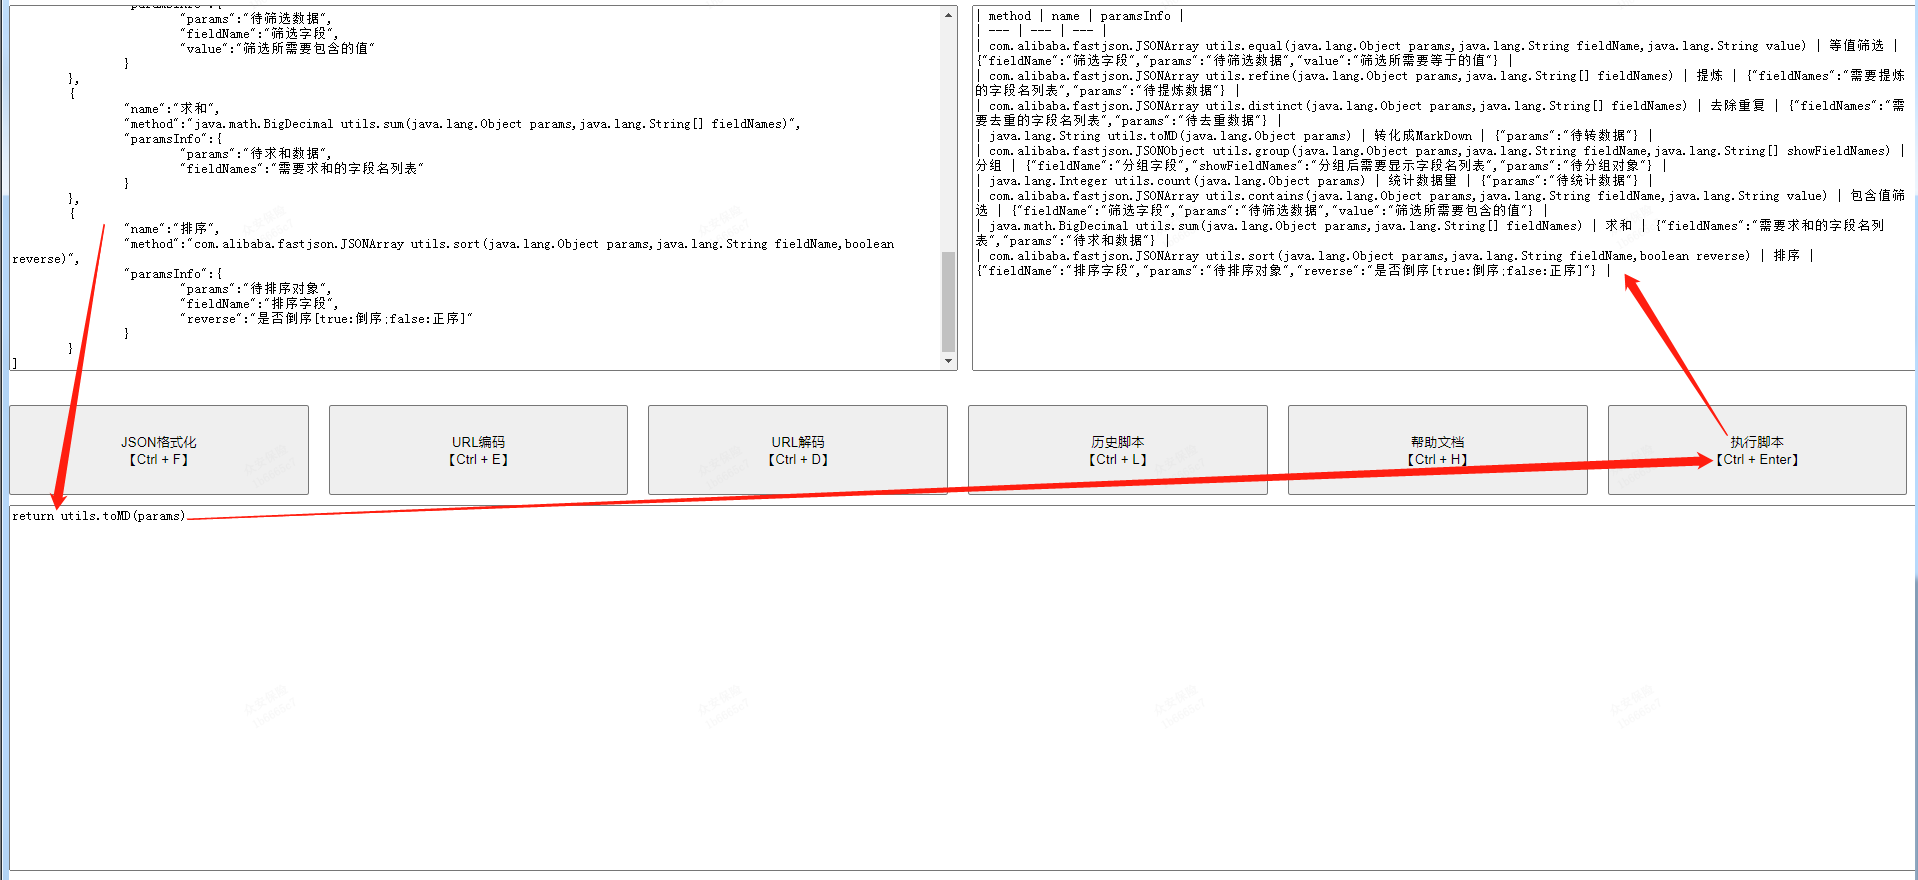 "params":"待筛选数据",
"fieldName":"筛选字段",
"value":"筛选所需要包含的值"
}
},
{
"name":"求和",
"method":"java.math.BigDecimal utils.sum(java.lang.Object params,java.lang.String[] fieldNames)",
"paramsInfo":{
"params":"待求和数据",
"fieldNames":"需要求和的字段名列表"
}
},
{
"name":"排序",
"method":"com.alibaba.fastjson.JSONArray utils.sort(java.lang.Object params,java.lang.String fieldName,boolean
reverse)",
"paramsInfo":{
"params":"待排序对象",
"fieldName":"排序字段",
"reverse":"是否倒序[true:倒序;false:正序]"
}
}
]
| method | name | paramsInfo |
| --- | --- | --- |
| com.alibaba.fastjson.JSONArray utils.equal(java.lang.Object params,java.lang.String fieldName,java.lang.String value) | 等值筛选 |
{"fieldName":"筛选字段","params":"待筛选数据","value":"筛选所需要等于的值"} |
| com.alibaba.fastjson.JSONArray utils.refine(java.lang.Object params,java.lang.String[] fieldNames) | 提炼 | {"fieldNames":"需要提炼
的字段名列表","params":"待提炼数据"} |
| com.alibaba.fastjson.JSONArray utils.distinct(java.lang.Object params,java.lang.String[] fieldNames) | 去除重复 | {"fieldNames":"需
要去重的字段名列表","params":"待去重数据"} |
| java.lang.String utils.toMD(java.lang.Object params) | 转化成MarkDown | {"params":"待转数据"} |
| com.alibaba.fastjson.JSONObject utils.group(java.lang.Object params,java.lang.String fieldName,java.lang.String[] showFieldNames) |
分组 | {"fieldName":"分组字段","showFieldNames":"分组后需要显示字段名列表","params":"待分组对象"} |
| java.lang.Integer utils.count(java.lang.Object params) | 统计数据量 | {"params":"待统计数据"} |
| com.alibaba.fastjson.JSONArray utils.contains(java.lang.Object params,java.lang.String fieldName,java.lang.String value) | 包含值筛
选 | {"fieldName":"筛选字段","params":"待筛选数据","value":"筛选所需要包含的值"} |
| java.math.BigDecimal utils.sum(java.lang.Object params,java.lang.String[] fieldNames) | 求和 | {"fieldNames":"需要求和的字段名列
表","params":"待求和数据"} |
| com.alibaba.fastjson.JSONArray utils.sort(java.lang.Object params,java.lang.String fieldName,boolean reverse) | 排序 |
{"fieldName":"排序字段","params":"待排序对象","reverse":"是否倒序[true:倒序;false:正序]"} |
JSON格式化
【Ctrl + F】
URL编码
【Ctrl + E】
URL解码
【Ctrl + D】
历史脚本
【Ctrl + L】
帮助文档
【Ctrl + H】
执行脚本
【Ctrl + Enter】
return utils.toMD(params)